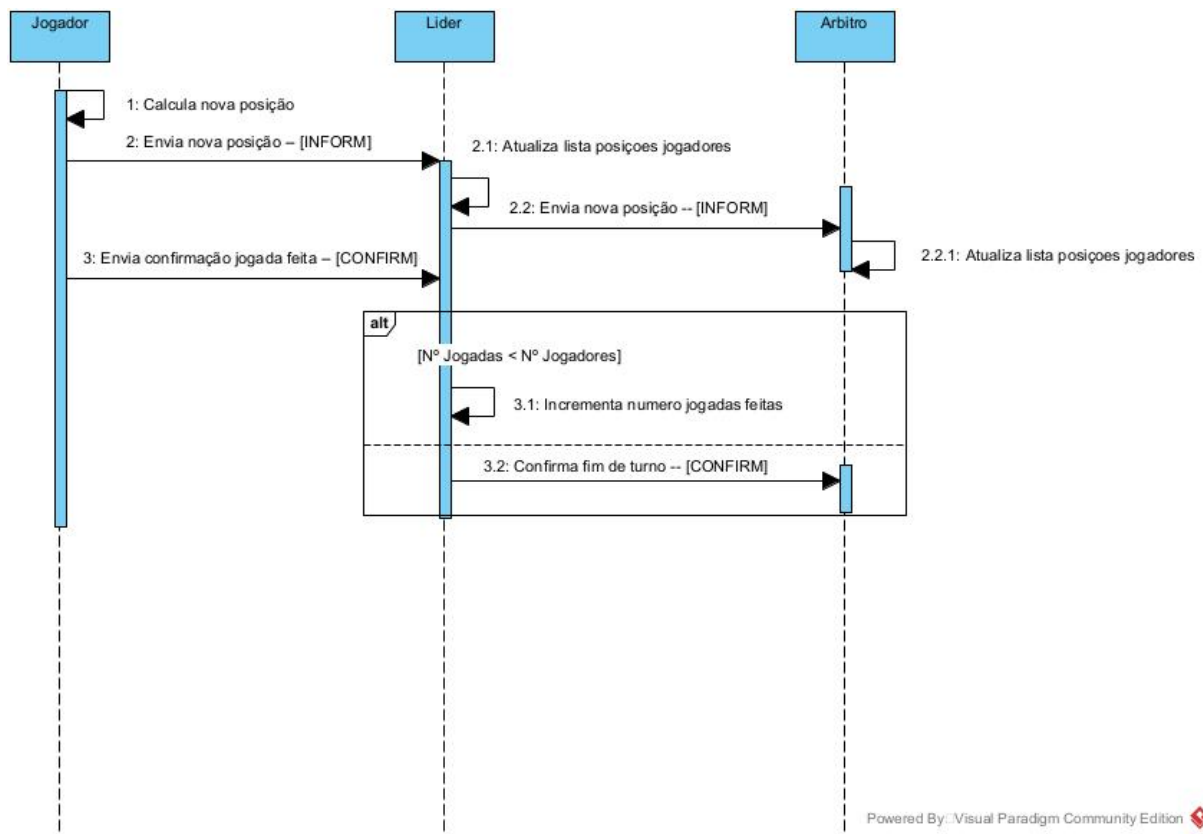 Jogador
Lider
Arbitro
1: Calcula nova posição
2: Envia nova posição – [INFORM]
2.1: Atualiza lista posiçoes jogadores
2.2: Envia nova posição -- [INFORM]
3: Envia confirmação jogada feita – [CONFIRM]
2.2.1: Atualiza lista posiçoes jogadores
alt
[Nº Jogadas < Nº Jogadores]
3.1: Incrementa numero jogadas feitas
3.2: Confirma fim de turno -- [CONFIRM]
Powered By Visual Paradigm Community Edition